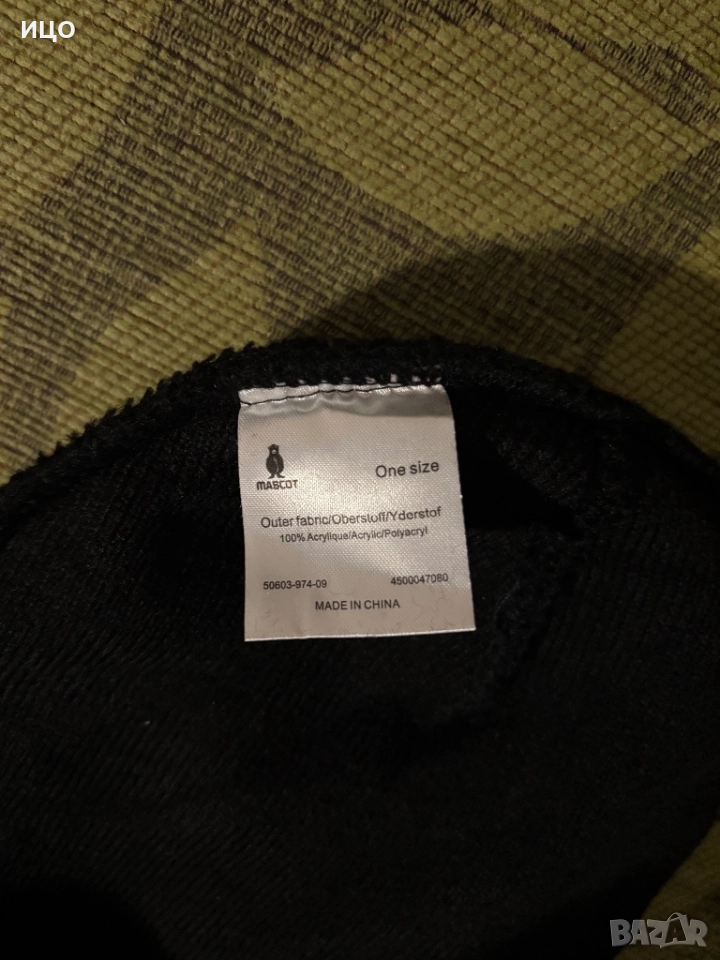 ицо
MASCOT
One size
Outer fabric/Oberstoff/Yderstof
100% Acrylique/Acrylic/Polyacryl
50603-974-09 4500047080
MADE IN CHINA
BAZAR